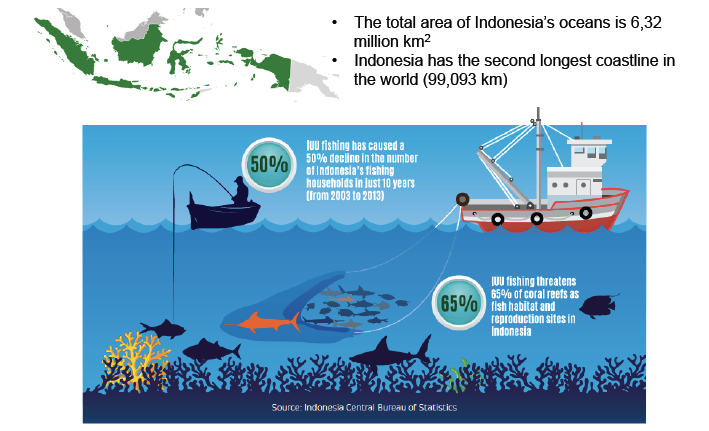 • The total area of Indonesia's oceans is 6,32
million km²
• Indonesia has the second longest coastline in
the world (99,093 km)
50%
IUU fishing has caused a
50% decline in the number
of Indonesia's fishing
households in just 10 years
(from 2003 to 2013)
65%
IUU fishing threatens
65% of coral reefs as
fish habitat and
reproduction sites in
Indonesia
Source: Indonesia Central Bureau of Statistics